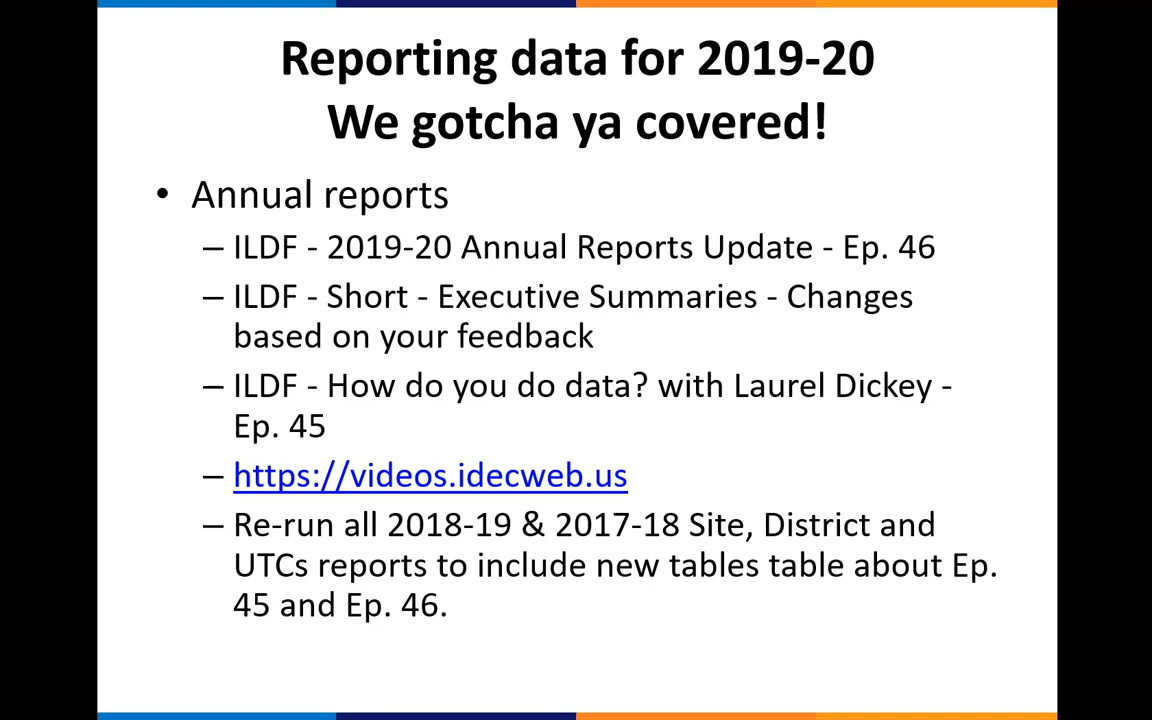 Reporting data for 2019-20
We gotcha ya covered!
• Annual reports
– ILDF - 2019-20 Annual Reports Update - Ep. 46
– ILDF - Short - Executive Summaries - Changes
based on your feedback
– ILDF - How do you do data? with Laurel Dickey -
Ep. 45
– https://videos.idecweb.us
– Re-run all 2018-19 & 2017-18 Site, District and
UTCs reports to include new tables table about Ep.
45 and Ep. 46.